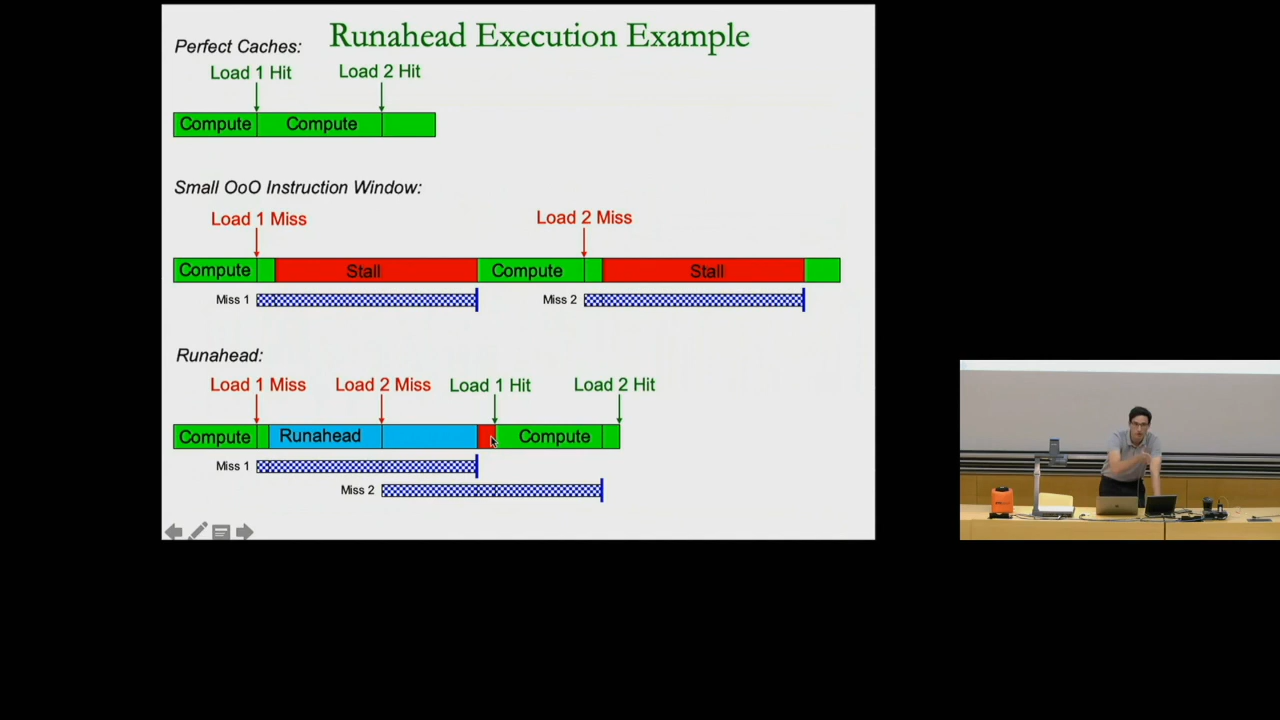 Runahead Execution Example
Perfect Caches:
Load 1 Hit
Load 2 Hit
Compute
Compute
Small OoO Instruction Window:
Load 1 Miss
Load 2 Miss
Compute
Stall
Compute
Stall
Miss 1
Miss 2
Runahead:
Load 1 Miss
Load 2 Miss
Load 1 Hit
Load 2 Hit
Compute
Runahead
Compute
Miss 1
Miss 2